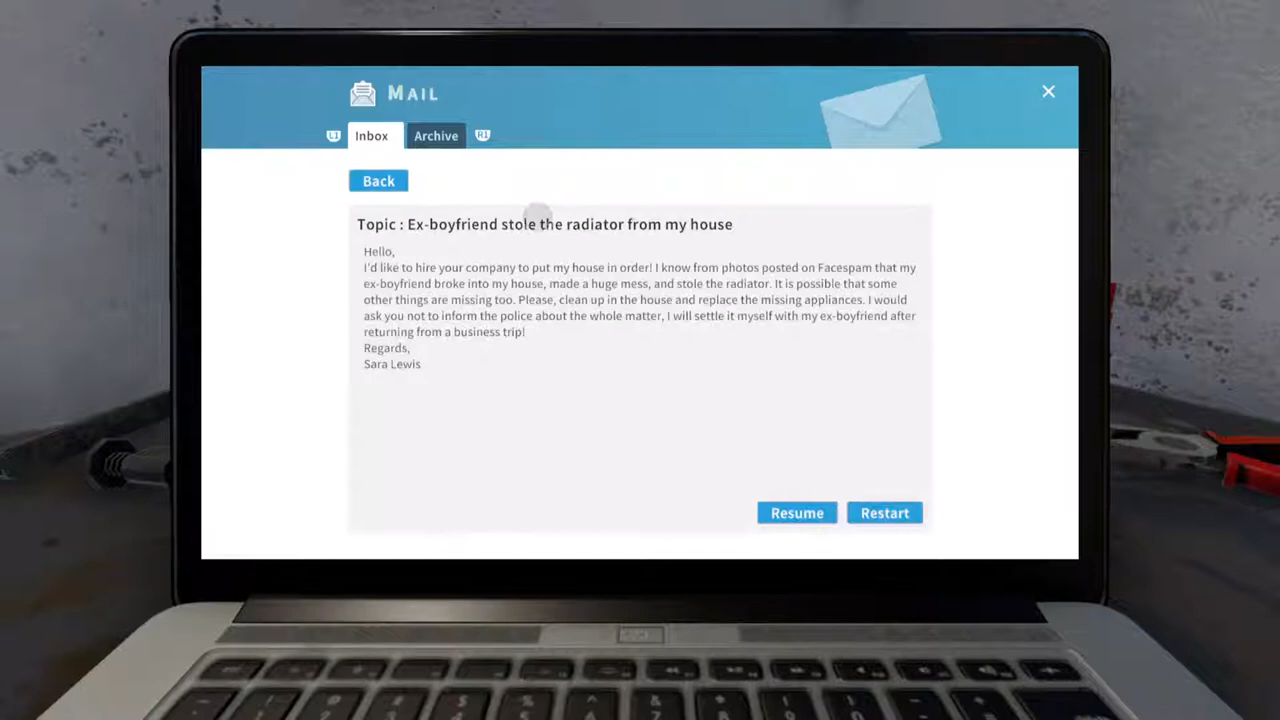 MAIL
L1 Inbox Archive R1
Back
Topic : Ex-boyfriend stole the radiator from my house
Hello,
I'd like to hire your company to put my house in order! I know from photos posted on Facespam that my
ex-boyfriend broke into my house, made a huge mess, and stole the radiator. It is possible that some
other things are missing too. Please, clean up in the house and replace the missing appliances. I would
ask you not to inform the police about the whole matter, I will settle it myself with my ex-boyfriend after
returning from a business trip!
Regards,
Sara Lewis
Resume Restart